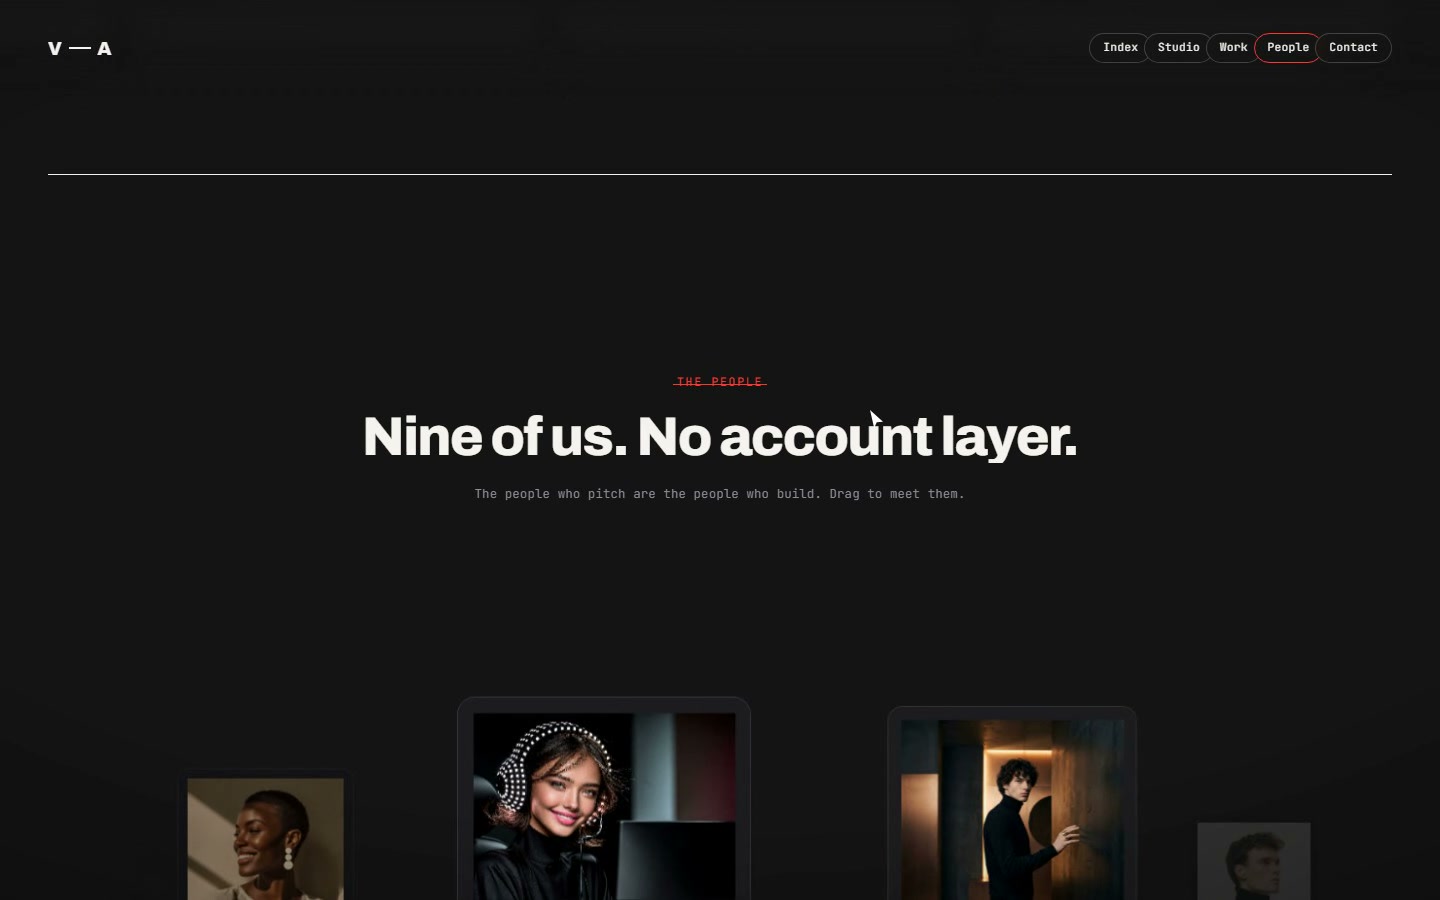 V — A
Index Studio Work People Contact
THE PEOPLE
Nine of us. No account layer.
The people who pitch are the people who build. Drag to meet them.